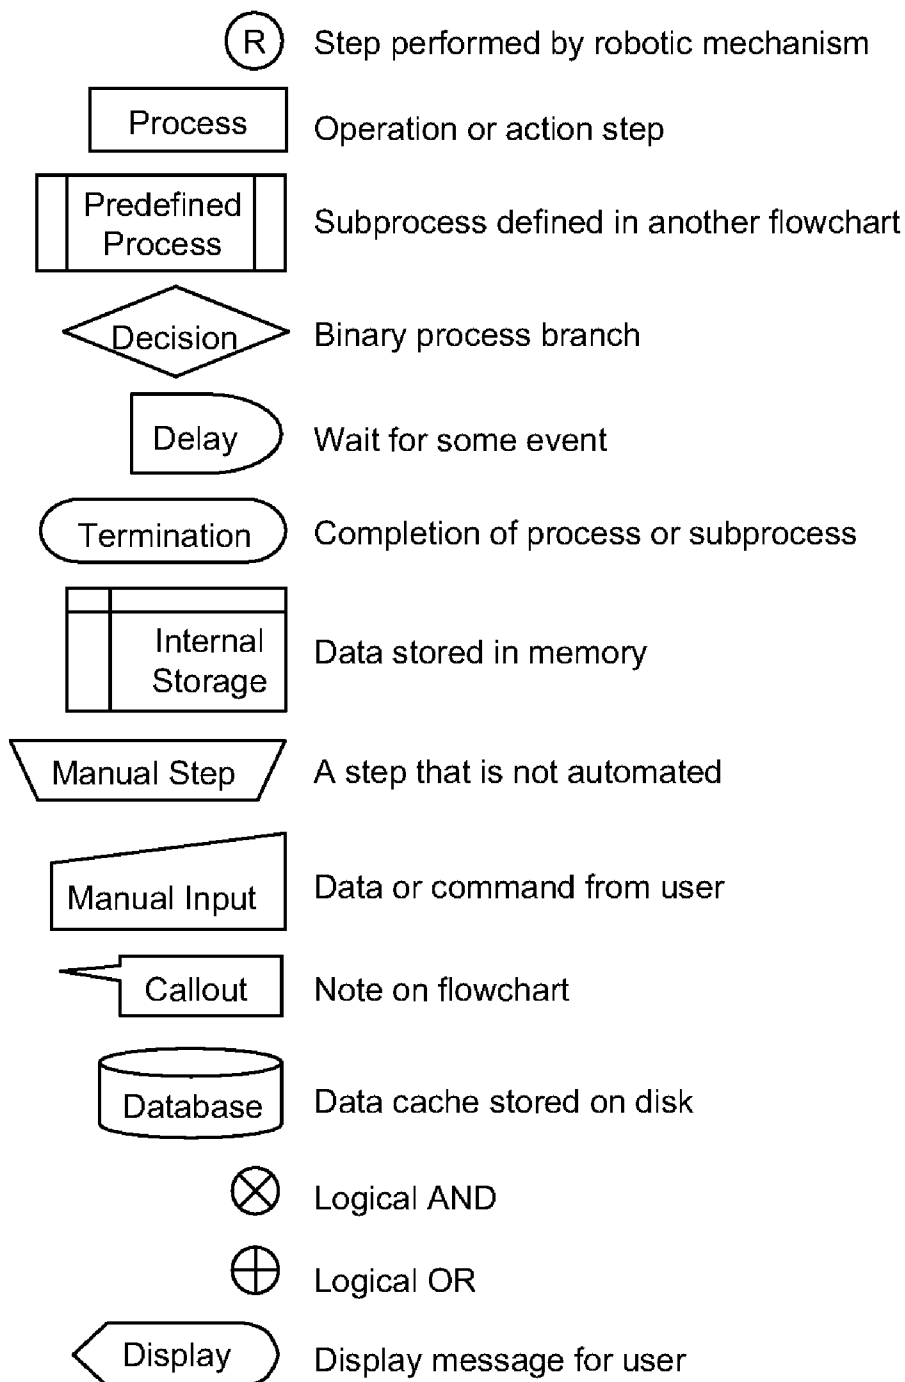 R Step performed by robotic mechanism
Process Operation or action step
Predefined
Process
Subprocess defined in another flowchart
Decision Binary process branch
Delay Wait for some event
Termination Completion of process or subprocess
Internal
Storage
Data stored in memory
Manual Step A step that is not automated
Manual Input Data or command from user
Callout Note on flowchart
Database Data cache stored on disk
Logical AND
Logical OR
Display Display message for user